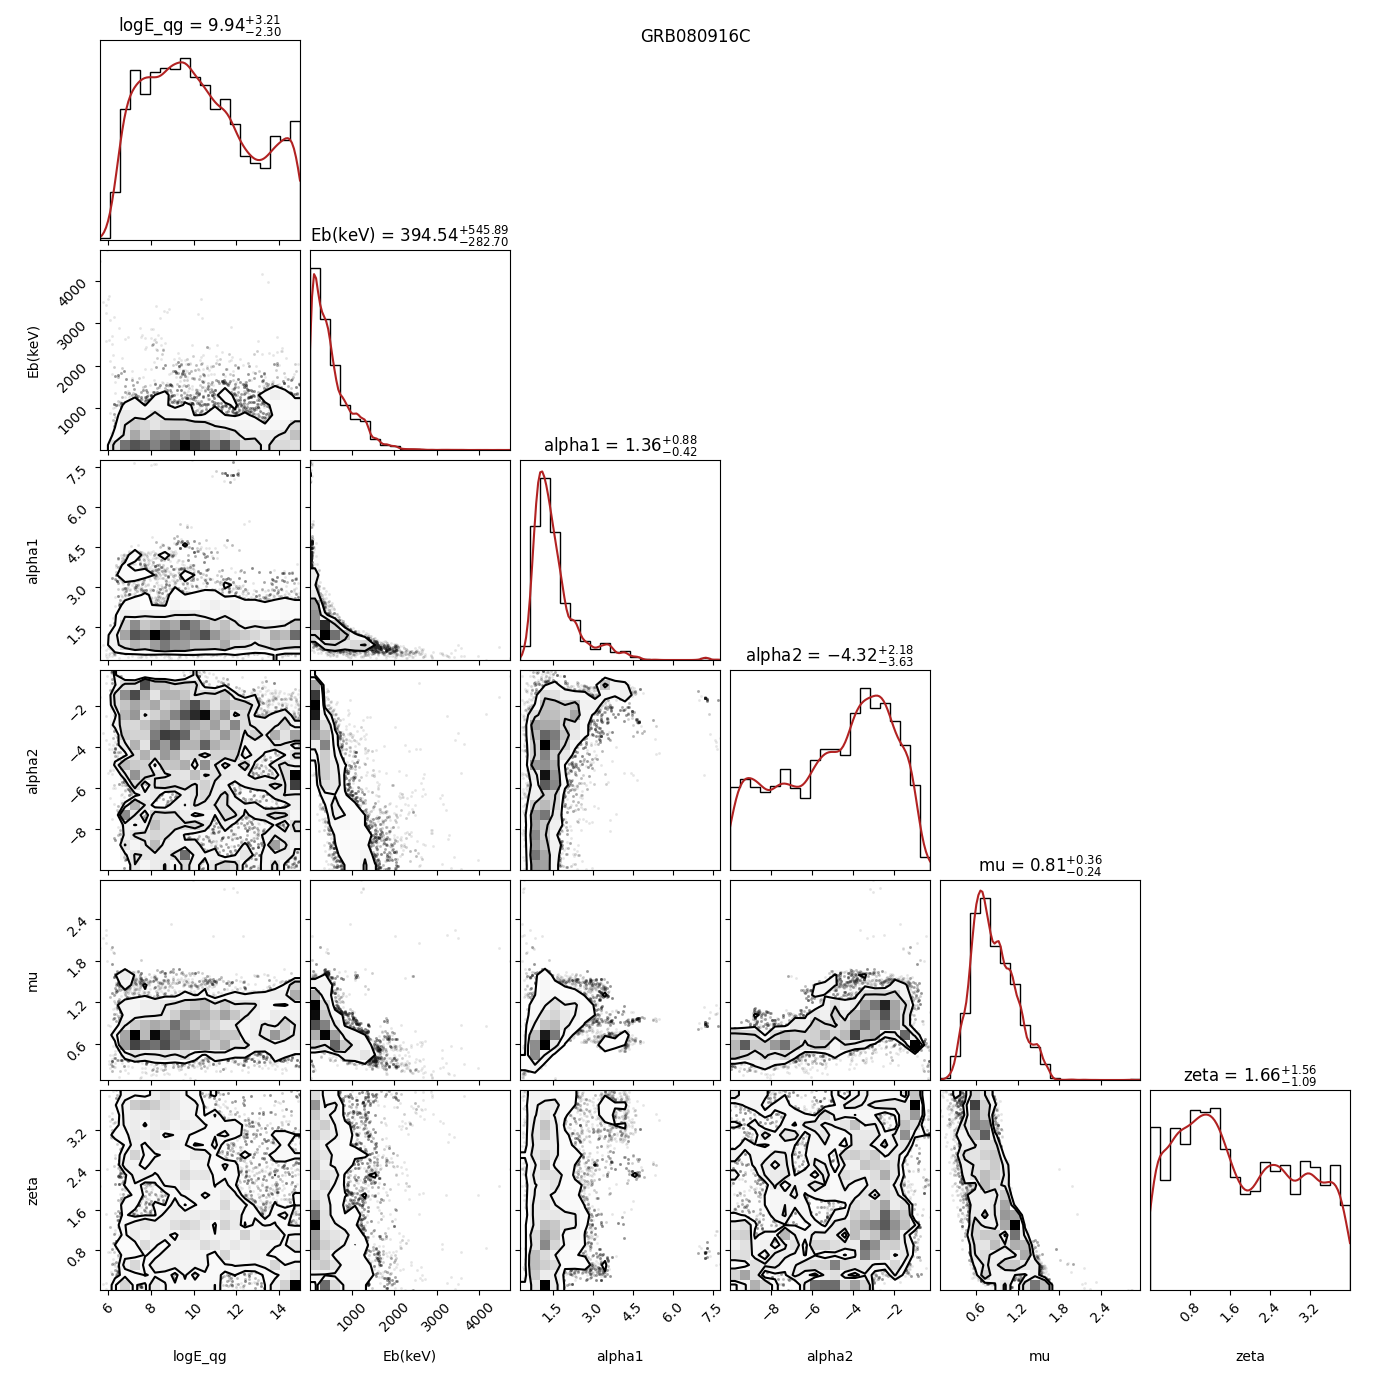 GRB080916C
logE_qg = 9.94 +3.21 −2.30
Eb(keV) = 394.54 +545.89 −282.70
4000
3000
2000
1000
Eb(keV)
alpha1 = 1.36 +0.88 −0.42
7.5
6.0
4.5
3.0
1.5
alpha1
alpha2 = −4.32 +2.18 −3.63
−2
−4
−6
−8
alpha2
mu = 0.81 +0.36 −0.24
2.4
1.8
1.2
0.6
mu
zeta = 1.66 +1.56 −1.09
3.2
2.4
1.6
0.8
zeta
6 8 10 12 14
1000 2000 3000 4000
1.5 3.0 4.5 6.0 7.5
−8 −6 −4 −2
0.6 1.2 1.8 2.4
0.8 1.6 2.4 3.2
logE_qg
Eb(keV)
alpha1
alpha2
mu
zeta